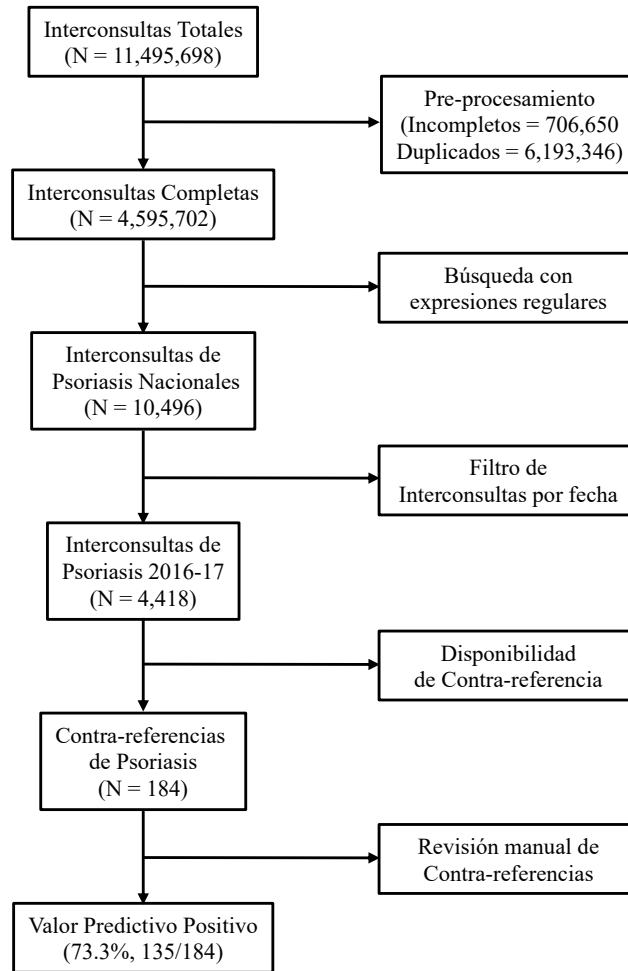 Interconsultas Totales
(N = 11,495,698)
Pre-procesamiento
(Incompletos = 706,650
Duplicados = 6,193,346)
Interconsultas Completas
(N = 4,595,702)
Búsqueda con
expresiones regulares
Interconsultas de
Psoriasis Nacionales
(N = 10,496)
Filtro de
Interconsultas por fecha
Interconsultas de
Psoriasis 2016-17
(N = 4,418)
Disponibilidad
de Contra-referencia
Contra-referencias
de Psoriasis
(N = 184)
Revisión manual de
Contra-referencias
Valor Predictivo Positivo
(73.3%, 135/184)